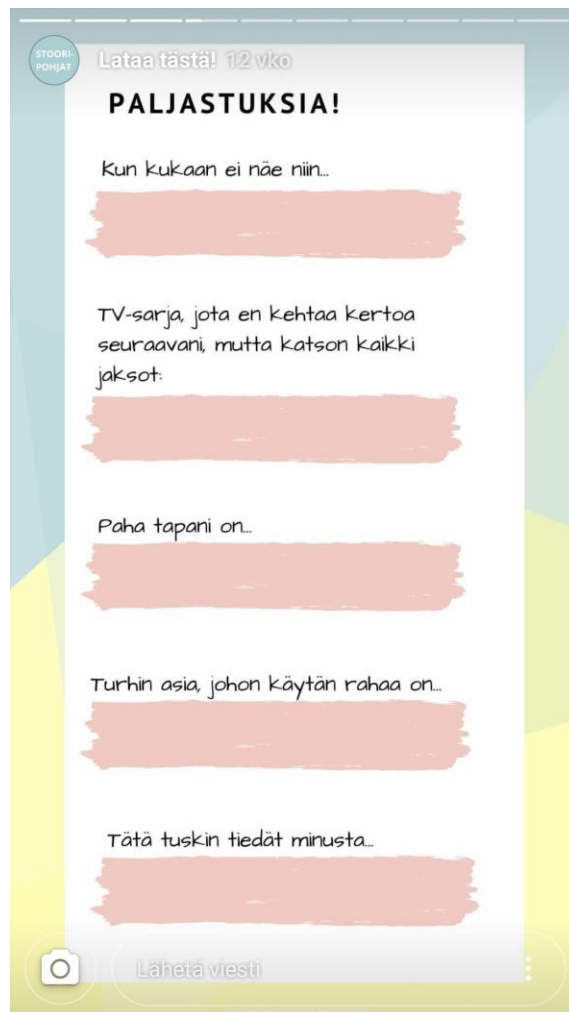 STOORI-
POHJAT
Lataa tästä! 12 vko
PALJASTUKSIA!
Kun kukaan ei näe niin...
TV-sarja, jota en kehtaa kertoa
seuraavani, mutta katson kaikki
jaksot:
Paha tapani on...
Turhin asia, johon käytän rahaa on...
Tätä tuskin tiedät minusta...
Lähetä viesti